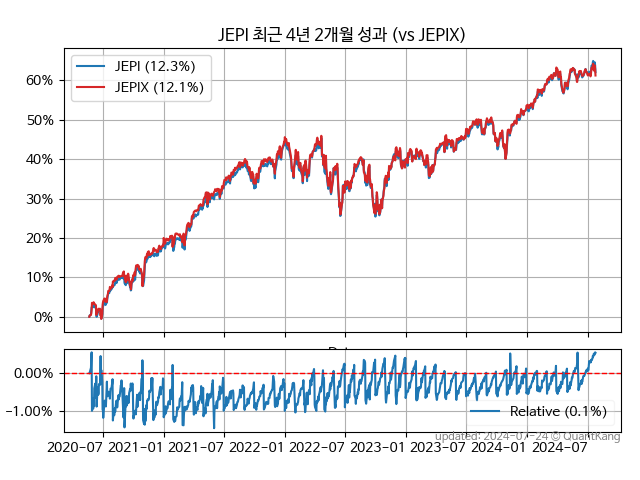 JEPI 최근 4년 2개월 성과 (vs JEPIX)
JEPI (12.3%)
JEPIX (12.1%)
60%
50%
40%
30%
20%
10%
0%
0.00%
−1.00%
Relative (0.1%)
2020-07 2021-01 2021-07 2022-01 2022-07 2023-01 2023-07 2024-01 2024-07
updated: 2024-07-24 © QuantKang